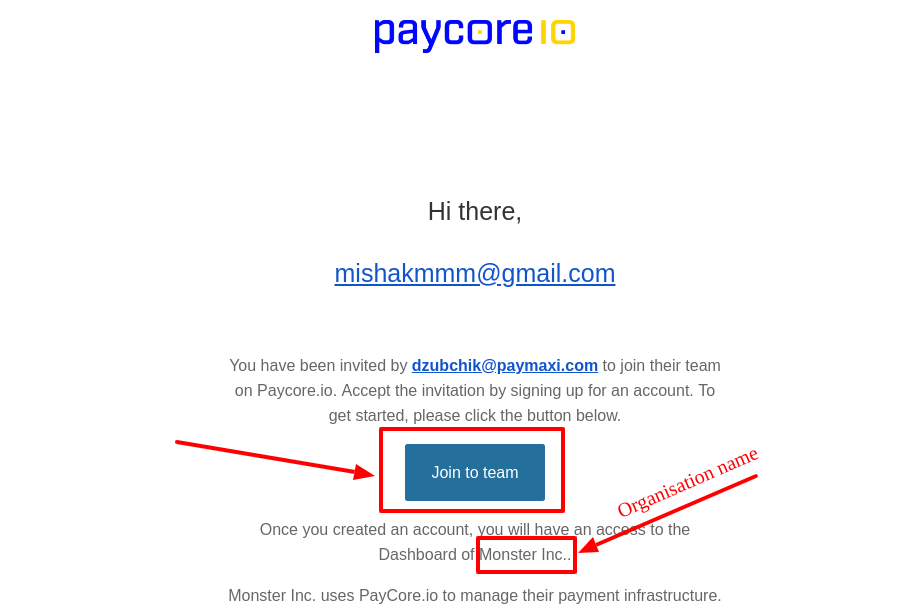 paycore io
Hi there,
mishakmmm@gmail.com
You have been invited by dzubchik@paymaxi.com to join their team
on Paycore.io. Accept the invitation by signing up for an account. To
get started, please click the button below.
Join to team
Organisation name
Once you created an account, you will have an access to the
Dashboard of Monster Inc..
Monster Inc. uses PayCore.io to manage their payment infrastructure.